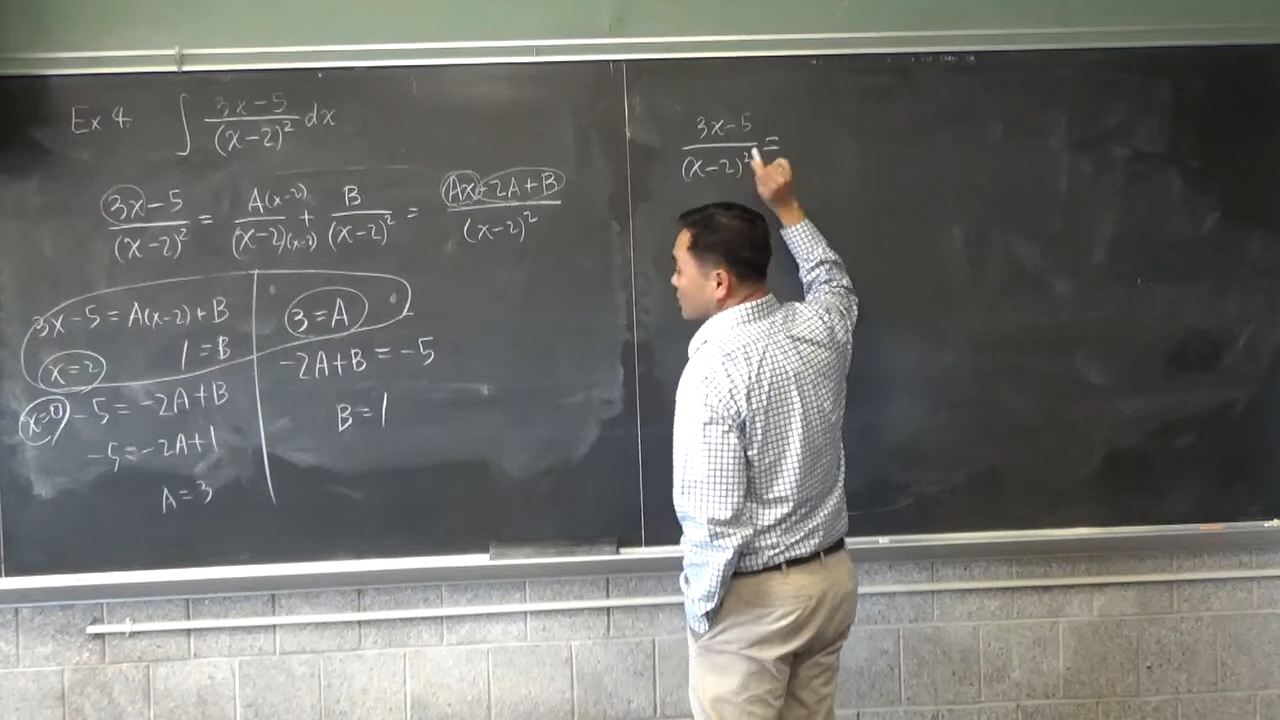 Ex 4. ∫ (3x-5)/(x-2)² dx
(3x-5)/(x-2)² = A(x-2)/(x-2)(x-2) + B/(x-2)² = (Ax-2A+B)/(x-2)²
3x-5 = A(x-2)+B
1=B
x=2
x=0 -5 = -2A+B
-5=-2A+1
A=3
3=A
-2A+B=-5
B=1
(3x-5)/(x-2)² =